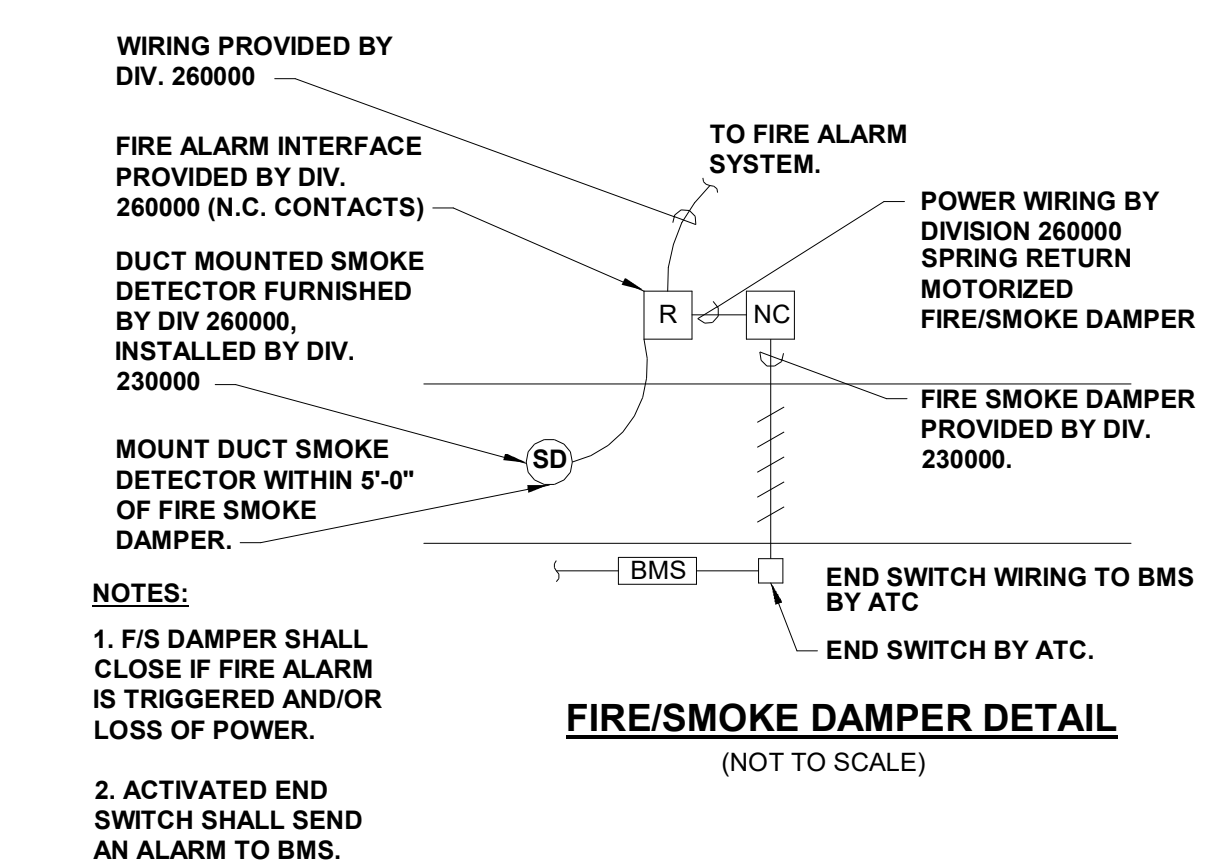 WIRING PROVIDED BY
DIV. 260000
FIRE ALARM INTERFACE
PROVIDED BY DIV.
260000 (N.C. CONTACTS)
DUCT MOUNTED SMOKE
DETECTOR FURNISHED
BY DIV 260000,
INSTALLED BY DIV.
230000
MOUNT DUCT SMOKE
DETECTOR WITHIN 5'-0"
OF FIRE SMOKE
DAMPER.
TO FIRE ALARM
SYSTEM.
POWER WIRING BY
DIVISION 260000
SPRING RETURN
MOTORIZED
FIRE/SMOKE DAMPER
R
NC
FIRE SMOKE DAMPER
PROVIDED BY DIV.
230000.
SD
BMS
END SWITCH WIRING TO BMS
BY ATC
END SWITCH BY ATC.
NOTES:
1. F/S DAMPER SHALL
CLOSE IF FIRE ALARM
IS TRIGGERED AND/OR
LOSS OF POWER.
2. ACTIVATED END
SWITCH SHALL SEND
AN ALARM TO BMS.
FIRE/SMOKE DAMPER DETAIL
(NOT TO SCALE)